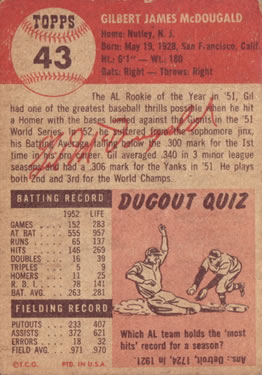 TOPPS
43
GILBERT JAMES McDOUGALD
Home: Nutley, N. J.
Born: May 19, 1928, San Francisco, Calif.
Ht.: 6'1" — Wt.: 180
Bats: Right — Throws: Right
The AL Rookie of the Year in '51, Gil
had one of the greatest baseball thrills possible when he
hit a Homer with the bases loaded against the Giants in the '51
World Series. In '52, he suffered from the sophomore jinx,
his Batting Average falling below the .300 mark for the 1st
time in his pro career. Gil averaged .340 in 3 minor league
seasons and had a .306 mark for the Yanks in '51. He plays
both 2nd and 3rd for the World Champs.
Gil McDougald
BATTING RECORD
1952 LIFE
GAMES 152 283
AT BAT 555 957
RUNS 65 137
HITS 146 269
DOUBLES 16 39
TRIPLES 5 9
HOMERS 11 25
R. B. I. 78 141
BAT. AVG. .263 .281
FIELDING RECORD
PUTOUTS 233 407
ASSISTS 372 621
ERRORS 18 32
FIELD AVG. .971 .970
©T.C.G. PTD. IN U.S.A.
DUGOUT QUIZ
Which AL team holds the 'most
hits' record for a season?
Ans.: Detroit, 1724, in 1921.